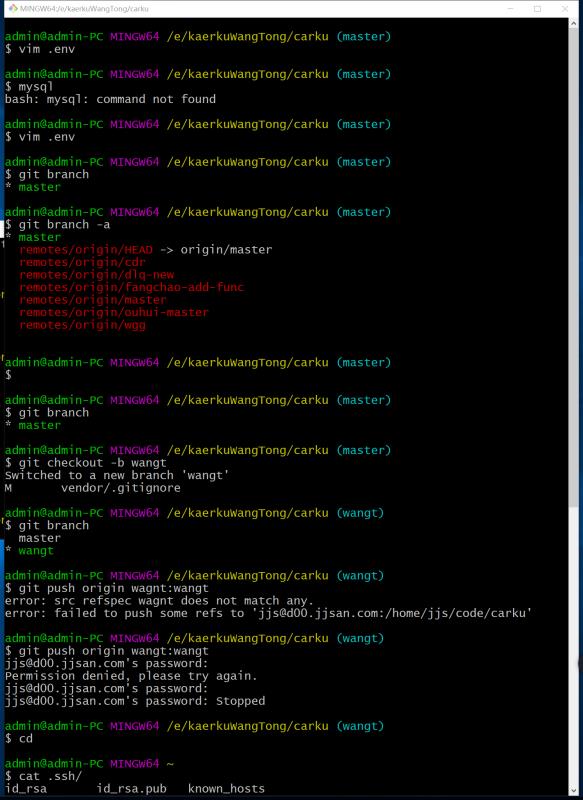 MINGW64:/e/kaerkuWangTong/carku
admin@admin-PC MINGW64 /e/kaerkuWangTong/carku (master)
$ vim .env
admin@admin-PC MINGW64 /e/kaerkuWangTong/carku (master)
$ mysql
bash: mysql: command not found
admin@admin-PC MINGW64 /e/kaerkuWangTong/carku (master)
$ vim .env
admin@admin-PC MINGW64 /e/kaerkuWangTong/carku (master)
$ git branch
* master
admin@admin-PC MINGW64 /e/kaerkuWangTong/carku (master)
$ git branch -a
* master
remotes/origin/HEAD -> origin/master
remotes/origin/cdr
remotes/origin/dlq-new
remotes/origin/fangchao-add-func
remotes/origin/master
remotes/origin/ouhui-master
remotes/origin/wgg
admin@admin-PC MINGW64 /e/kaerkuWangTong/carku (master)
$
admin@admin-PC MINGW64 /e/kaerkuWangTong/carku (master)
$ git branch
* master
admin@admin-PC MINGW64 /e/kaerkuWangTong/carku (master)
$ git checkout -b wangt
Switched to a new branch 'wangt'
M       vendor/.gitignore
admin@admin-PC MINGW64 /e/kaerkuWangTong/carku (wangt)
$ git branch
master
* wangt
admin@admin-PC MINGW64 /e/kaerkuWangTong/carku (wangt)
$ git push origin wagnt:wangt
error: src refspec wagnt does not match any.
error: failed to push some refs to 'jjs@d00.jjsan.com:/home/jjs/code/carku'
admin@admin-PC MINGW64 /e/kaerkuWangTong/carku (wangt)
$ git push origin wangt:wangt
jjs@d00.jjsan.com's password:
Permission denied, please try again.
jjs@d00.jjsan.com's password:
jjs@d00.jjsan.com's password: Stopped
admin@admin-PC MINGW64 /e/kaerkuWangTong/carku (wangt)
$ cd
admin@admin-PC MINGW64 ~
$ cat .ssh/
id_rsa       id_rsa.pub   known_hosts